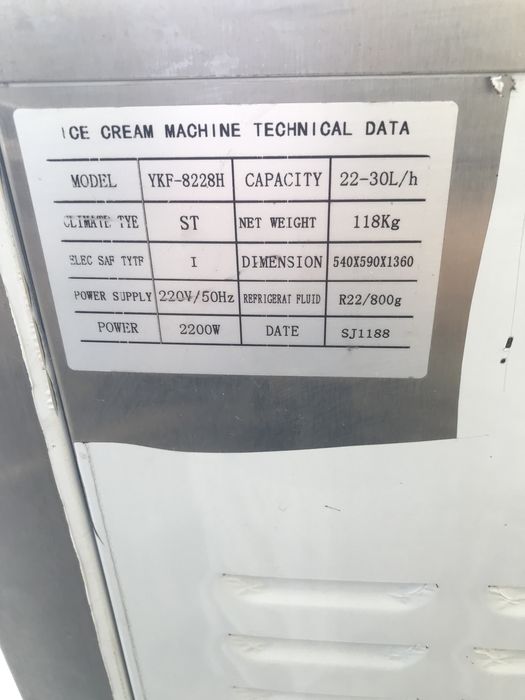 ICE CREAM MACHINE TECHNICAL DATA
MODEL YKF-8228H CAPACITY 22-30L/h
CLIMATE TYE ST NET WEIGHT 118Kg
ELEC SAF TYTF I DIMENSION 540X590X1360
POWER SUPPLY 220V/50Hz REFRIGERAT FLUID R22/800g
POWER 2200W DATE SJ1188